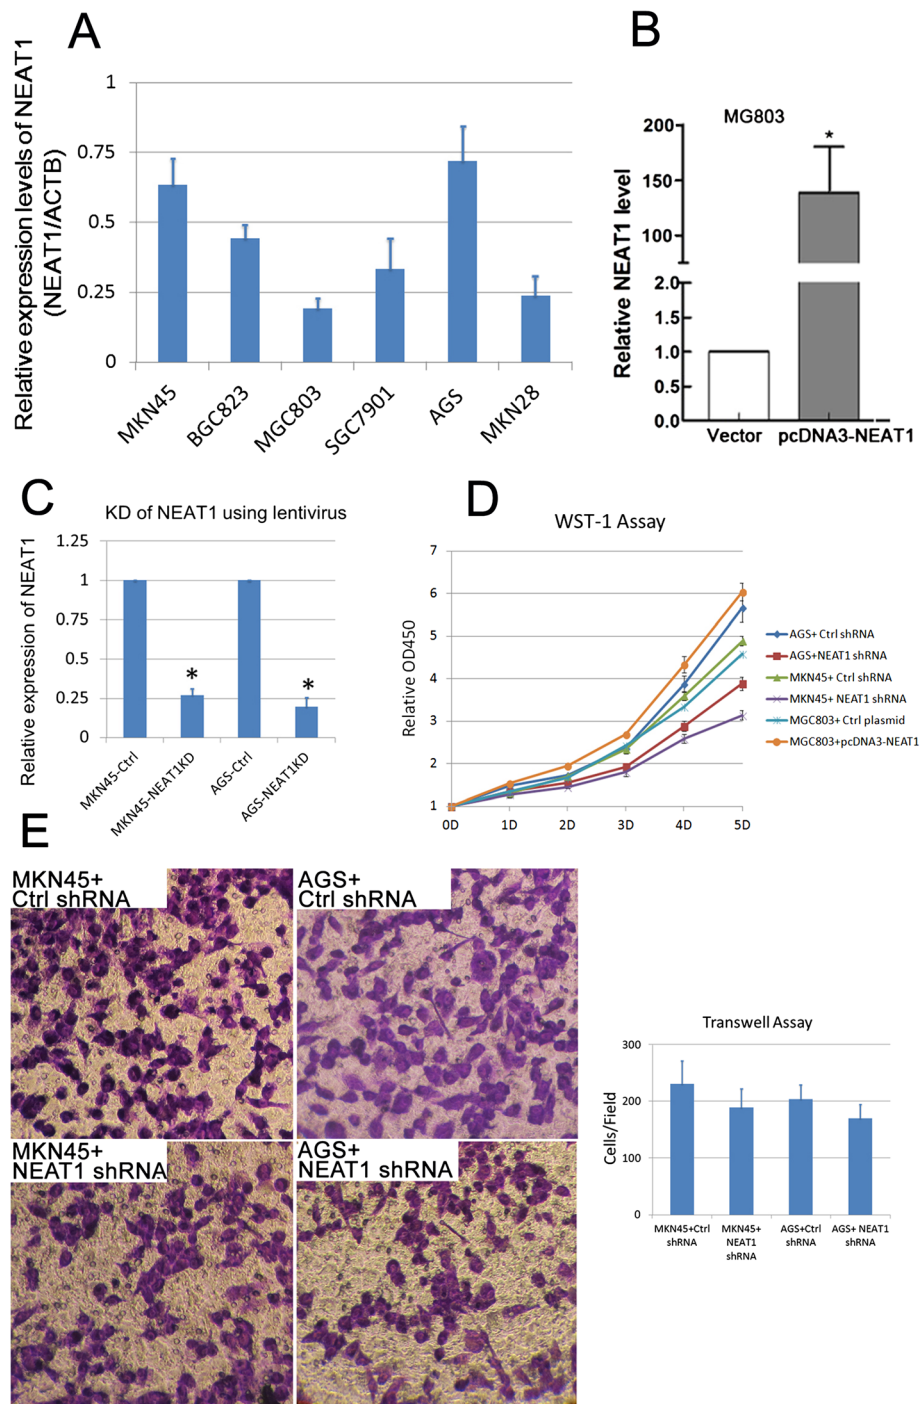 A
Relative expression levels of NEAT1
(NEAT1/ACTB)
1
0.75
0.5
0.25
0
MKN45
BGC823
MGC803
SGC7901
AGS
MKN28
B
MG803
Relative NEAT1 level
200
150
100
2.0
1.0
0.5
0.0
*
Vector
pcDNA3-NEAT1
C
KD of NEAT1 using lentivirus
Relative expression of NEAT1
1.25
1
0.75
0.5
0.25
0
*
*
MKN45-Ctrl
MKN45-NEAT1KD
AGS-Ctrl
AGS-NEAT1KD
D
WST-1 Assay
Relative OD450
7
6
5
4
3
2
1
0D
1D
2D
3D
4D
5D
AGS+ Ctrl shRNA
AGS+NEAT1 shRNA
MKN45+ Ctrl shRNA
MKN45+ NEAT1 shRNA
MGC803+ Ctrl plasmid
MGC803+pcDNA3-NEAT1
E
MKN45+
Ctrl shRNA
AGS+
Ctrl shRNA
MKN45+
NEAT1 shRNA
AGS+
NEAT1 shRNA
Transwell Assay
Cells/Field
300
200
100
0
MKN45+Ctrl
shRNA
MKN45+
NEAT1
shRNA
AGS+Ctrl
shRNA
AGS+ NEAT1
shRNA